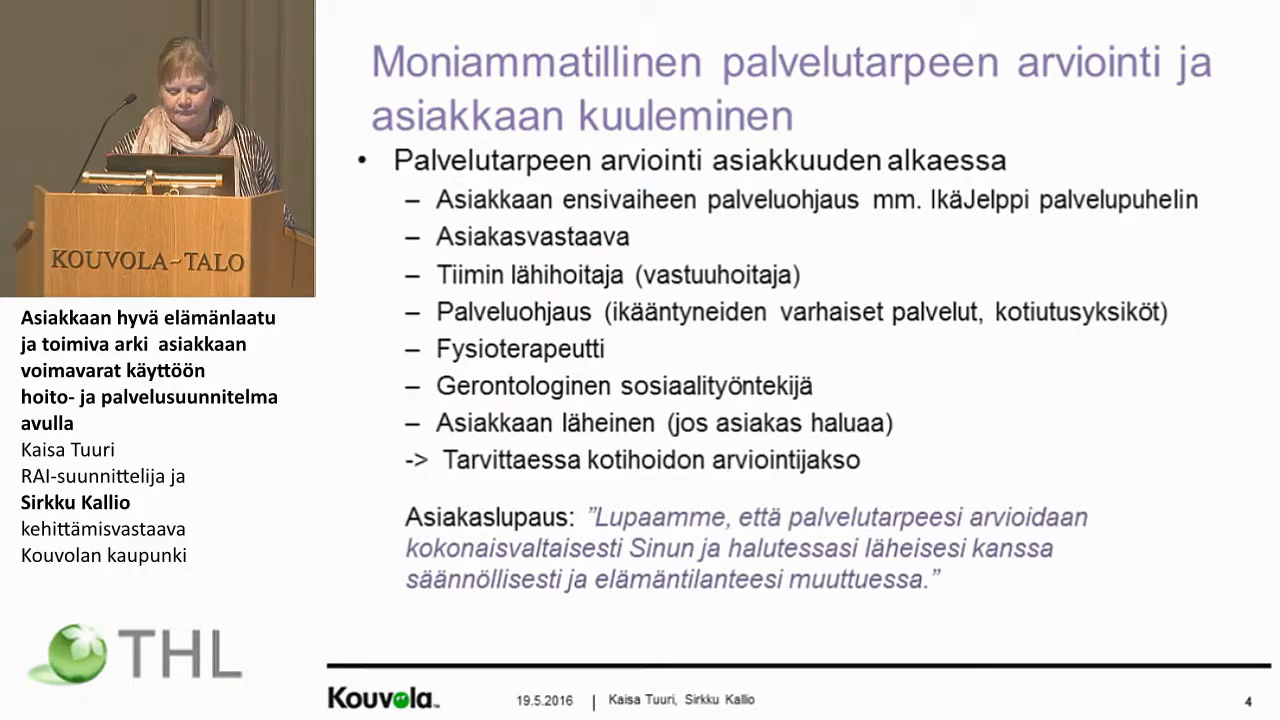 Moniammatillinen palvelutarpeen arviointi ja
asiakkaan kuuleminen
• Palvelutarpeen arviointi asiakkuuden alkaessa
– Asiakkaan ensivaiheen palveluohjaus mm. IkäJelppi palvelupuhelin
– Asiakasvastaava
– Tiimin lähihoitaja (vastuuhoitaja)
– Palveluohjaus (ikääntyneiden varhaiset palvelut, kotiutusyksiköt)
– Fysioterapeutti
– Gerontologinen sosiaalityöntekijä
– Asiakkaan läheinen (jos asiakas haluaa)
-> Tarvittaessa kotihoidon arviointijakso
Asiakaslupaus: ”Lupaamme, että palvelutarpeesi arvioidaan
kokonaisvaltaisesti Sinun ja halutessasi läheisesi kanssa
säännöllisesti ja elämäntilanteesi muuttuessa.”
KOUVOLA-TALO
Asiakkaan hyvä elämänlaatu
ja toimiva arki asiakkaan
voimavarat käyttöön
hoito- ja palvelusuunnitelma
avulla
Kaisa Tuuri
RAI-suunnittelija ja
Sirkku Kallio
kehittämisvastaava
Kouvolan kaupunki
THL
Kouvola™
19.5.2016 | Kaisa Tuuri, Sirkku Kallio
4